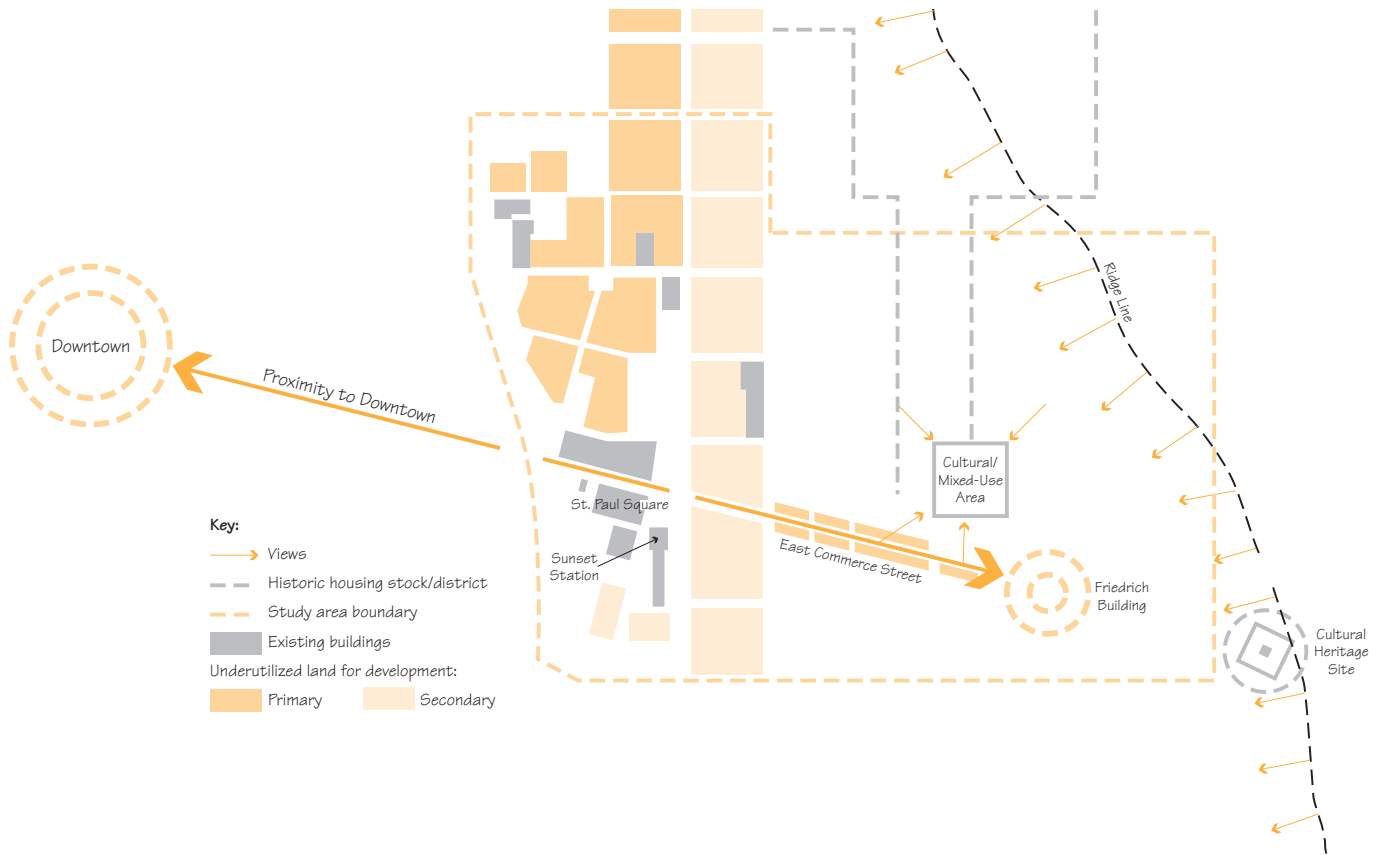 Ridge Line
Downtown
Proximity to Downtown
Cultural/
Mixed-Use
Area
St. Paul Square
Sunset
Station
East Commerce Street
Friedrich
Building
Cultural
Heritage
Site
Key:
Views
Historic housing stock/district
Study area boundary
Existing buildings
Underutilized land for development:
Primary
Secondary